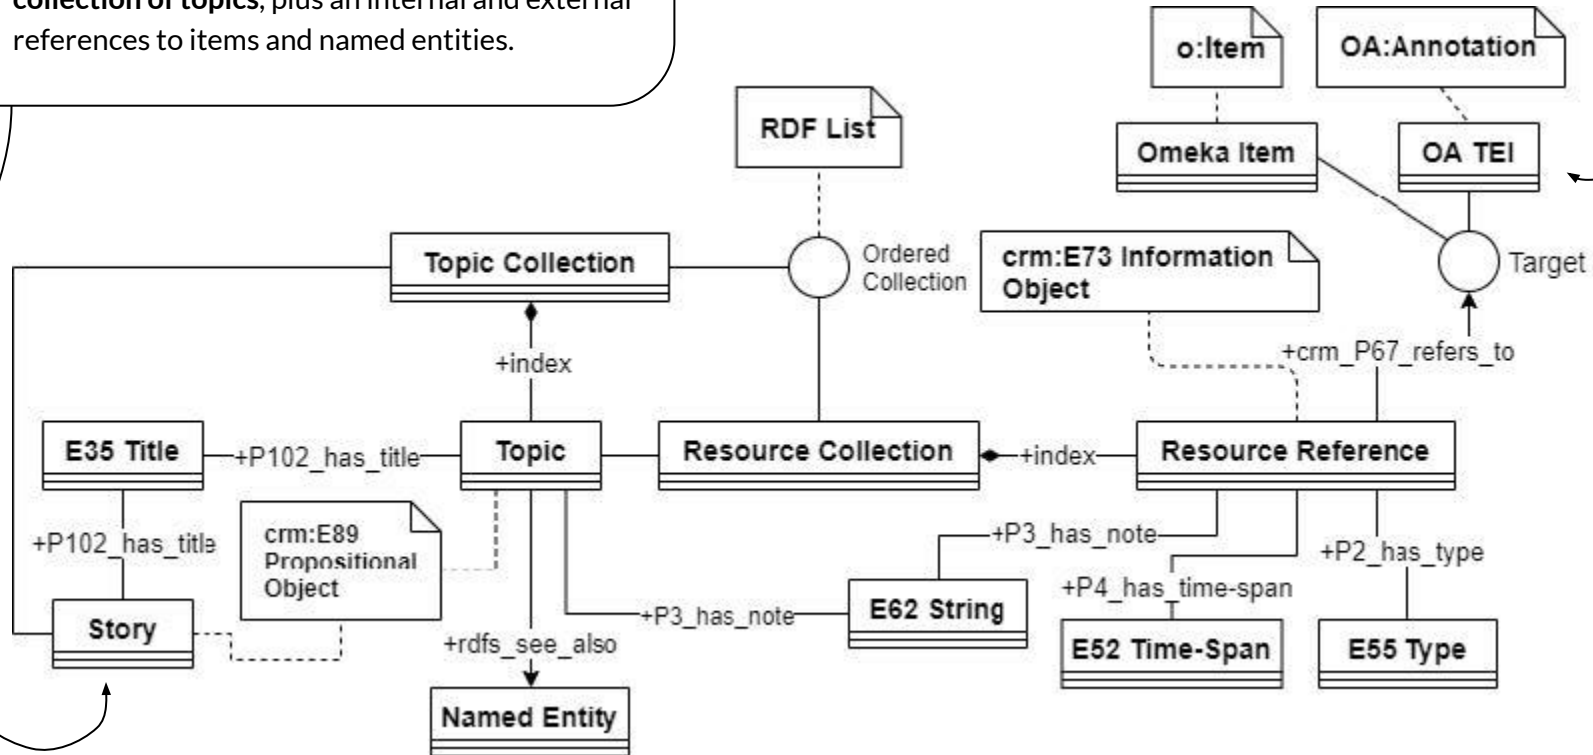 collection of topics, plus an internal and external
references to items and named entities.
o:Item
OA:Annotation
RDF List
Omeka Item
OA TEI
Topic Collection
Ordered
Collection
crm:E73 Information
Object
Target
+index
+crm_P67_refers_to
E35 Title
+P102_has_title
Topic
Resource Collection
+index
Resource Reference
+P102_has_title
crm:E89
Propositional
Object
+P3_has_note
+P2_has_type
+P4_has_time-span
Story
+P3_has_note
E62 String
+rdfs_see_also
E52 Time-Span
E55 Type
Named Entity